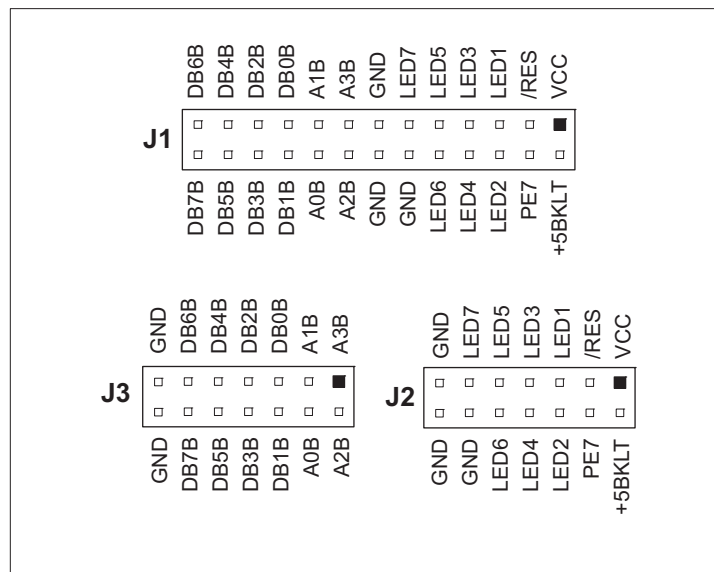 DB6B DB4B DB2B DB0B A1B A3B GND LED7 LED5 LED3 LED1 /RES VCC
J1
DB7B DB5B DB3B DB1B A0B A2B GND GND LED6 LED4 LED2 PE7 +5BKLT
GND DB6B DB4B DB2B DB0B A1B A3B
J3
GND DB7B DB5B DB3B DB1B A0B A2B
GND LED7 LED5 LED3 LED1 /RES VCC
J2
GND GND LED6 LED4 LED2 PE7 +5BKLT